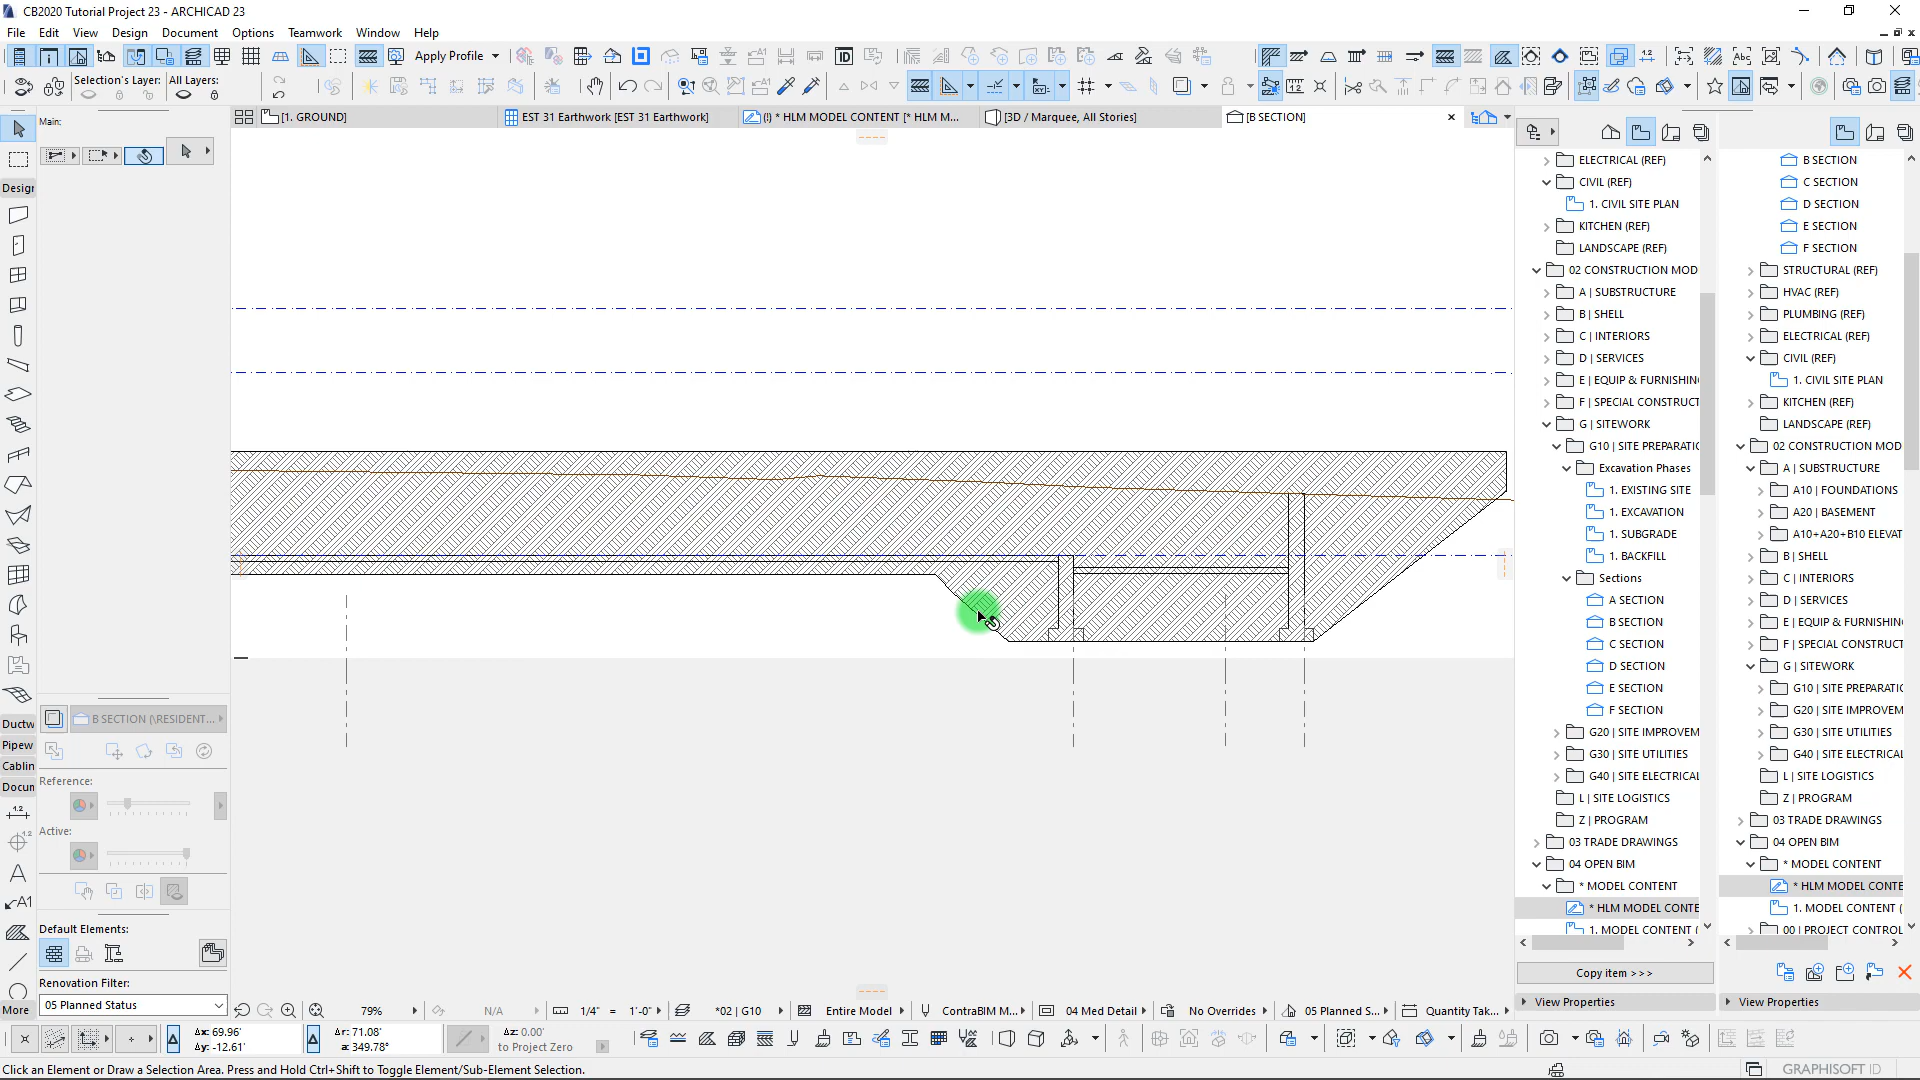 CB2020 Tutorial Project 23 - ARCHICAD 23
File Edit View Design Document Options Teamwork Window Help
Apply Profile
Selection's Layer: All Layers:
[1. GROUND]
EST 31 Earthwork [EST 31 Earthwork]
(!) * HLM MODEL CONTENT [* HLM M...
[3D / Marquee, All Stories]
[B SECTION]
Main:
Design
Ductw
Pipew
Cablin
Docum
More
B SECTION (\RESIDENT...
Reference:
Active:
Default Elements:
Renovation Filter:
05 Planned Status
ELECTRICAL (REF)
CIVIL (REF)
1. CIVIL SITE PLAN
KITCHEN (REF)
LANDSCAPE (REF)
02 CONSTRUCTION MOD
A | SUBSTRUCTURE
B | SHELL
C | INTERIORS
D | SERVICES
E | EQUIP & FURNISHIN
F | SPECIAL CONSTRUCT
G | SITEWORK
G10 | SITE PREPARATIO
Excavation Phases
1. EXISTING SITE
1. EXCAVATION
1. SUBGRADE
1. BACKFILL
Sections
A SECTION
B SECTION
C SECTION
D SECTION
E SECTION
F SECTION
G20 | SITE IMPROVEM
G30 | SITE UTILITIES
G40 | SITE ELECTRICAL
L | SITE LOGISTICS
Z | PROGRAM
03 TRADE DRAWINGS
04 OPEN BIM
* MODEL CONTENT
* HLM MODEL CONTE
1. MODEL CONTENT (
Copy item >>>
View Properties
B SECTION
C SECTION
D SECTION
E SECTION
F SECTION
STRUCTURAL (REF)
HVAC (REF)
PLUMBING (REF)
ELECTRICAL (REF)
CIVIL (REF)
1. CIVIL SITE PLAN
KITCHEN (REF)
LANDSCAPE (REF)
02 CONSTRUCTION MOD
A | SUBSTRUCTURE
A10 | FOUNDATIONS
A20 | BASEMENT
A10+A20+B10 ELEVAT
B | SHELL
C | INTERIORS
D | SERVICES
E | EQUIP & FURNISHIN
F | SPECIAL CONSTRUCT
G | SITEWORK
G10 | SITE PREPARATIO
G20 | SITE IMPROVEM
G30 | SITE UTILITIES
G40 | SITE ELECTRICAL
L | SITE LOGISTICS
Z | PROGRAM
03 TRADE DRAWINGS
04 OPEN BIM
* MODEL CONTENT
* HLM MODEL CONTE
1. MODEL CONTENT (
00 | PROJECT CONTROL
View Properties
79% N/A 1/4" = 1'-0" *02 | G10 Entire Model ContraBIM M... 04 Med Detail No Overrides 05 Planned S... Quantity Tak...
Δx: 69.96' Δr: 71.08' Δz: 0.00'
Δy: -12.61' a: 349.78° to Project Zero
Click an Element or Draw a Selection Area. Press and Hold Ctrl+Shift to Toggle Element/Sub-Element Selection.
GRAPHISOFT ID